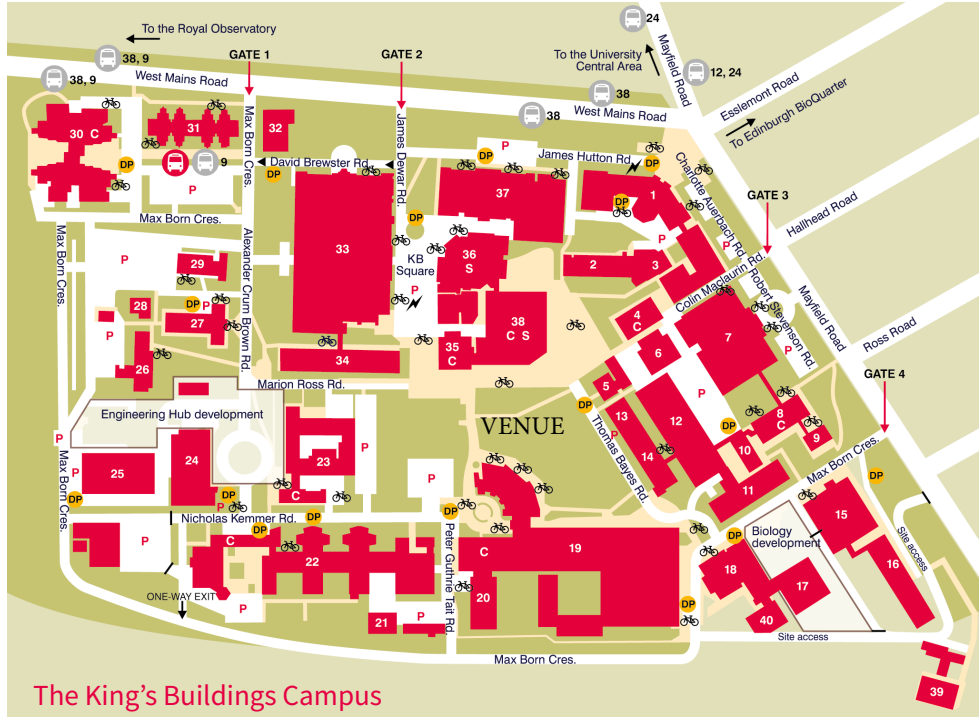 24
To the Royal Observatory
38, 9
38, 9
GATE 1
GATE 2
To the University
Central Area
Mayfield Road
12, 24
West Mains Road
38
38
West Mains Road
Esslemont Road
To Edinburgh BioQuarter
30 C
31
32
Max Born Cres.
James Dewar Rd.
9
David Brewster Rd.
James Hutton Rd.
DP
DP
DP
DP
DP
P
P
37
1
Charlotte Auerbach Rd.
GATE 3
Hallhead Road
Max Born Cres.
Max Born Cres.
Alexander Crum Brown Rd.
P
29
33
DP
KB
Square
P
36
S
2
3
P
P
Colin Maclaurin Rd.
Robert Stevenson Rd.
Mayfield Road
28
DP
P
27
38
C S
4
C
7
P
Ross Road
P
26
34
35
C
6
P
GATE 4
Marion Ross Rd.
5
DP
13
12
P
14
8
C
9
DP
Engineering Hub development
VENUE
Thomas Bayes Rd.
10
Max Born Cres.
P
25
24
23
P
P
11
DP
Max Born Cres.
DP
DP
P
C
DP
DP
Nicholas Kemmer Rd.
DP
P
C
22
Peter Guthrie Tait Rd.
C
19
DP
Biology
development
15
Site access
18
17
16
ONE-WAY EXIT
P
P
21
20
DP
40
Site access
Max Born Cres.
39
The King's Buildings Campus